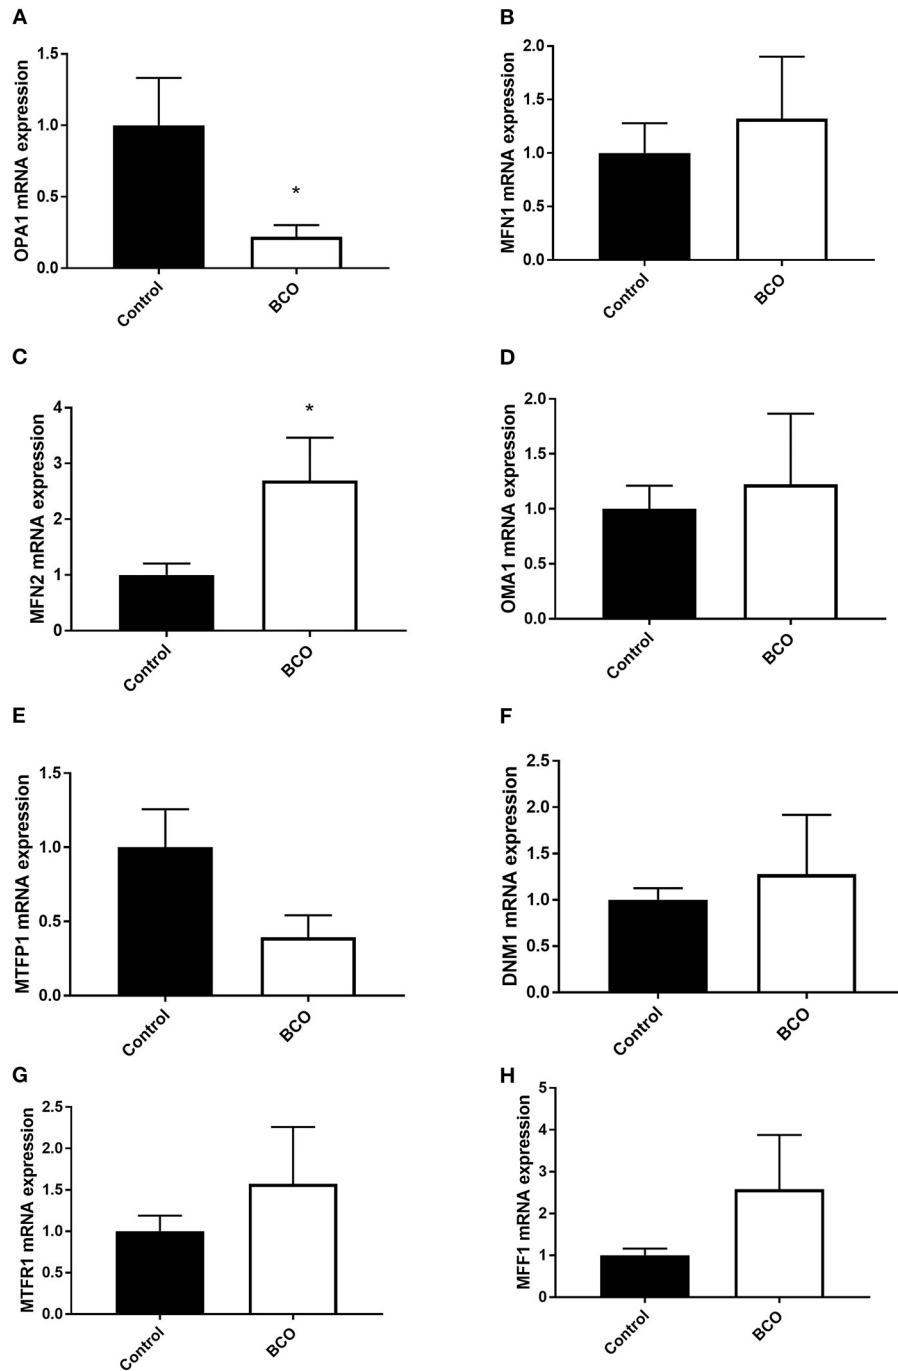 A
OPA1 mRNA expression
1.5
1.0
0.5
0.0
*
Control
BCO
B
MFN1 mRNA expression
2.0
1.5
1.0
0.5
0.0
Control
BCO
C
MFN2 mRNA expression
4
3
2
1
0
*
Control
BCO
D
OMA1 mRNA expression
2.0
1.5
1.0
0.5
0.0
Control
BCO
E
MTFP1 mRNA expression
1.5
1.0
0.5
0.0
Control
BCO
F
DNM1 mRNA expression
2.5
2.0
1.5
1.0
0.5
0.0
Control
BCO
G
MTFR1 mRNA expression
2.5
2.0
1.5
1.0
0.5
0.0
Control
BCO
H
MFF1 mRNA expression
5
4
3
2
1
0
Control
BCO